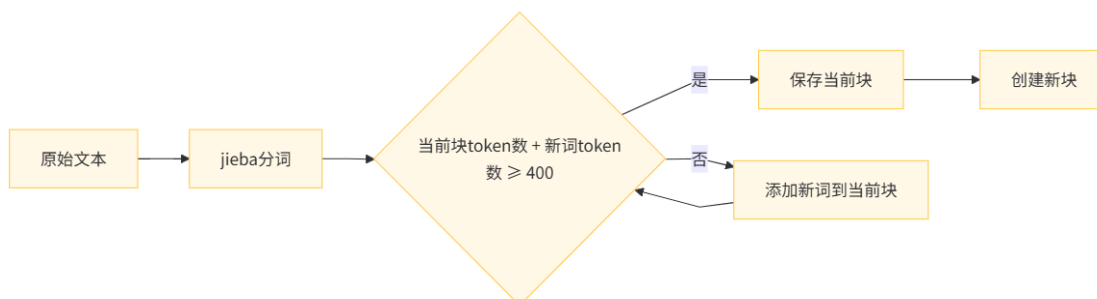 原始文本
jieba分词
当前块token数 + 新词token
数 ≥ 400
是
保存当前块
创建新块
否
添加新词到当前块